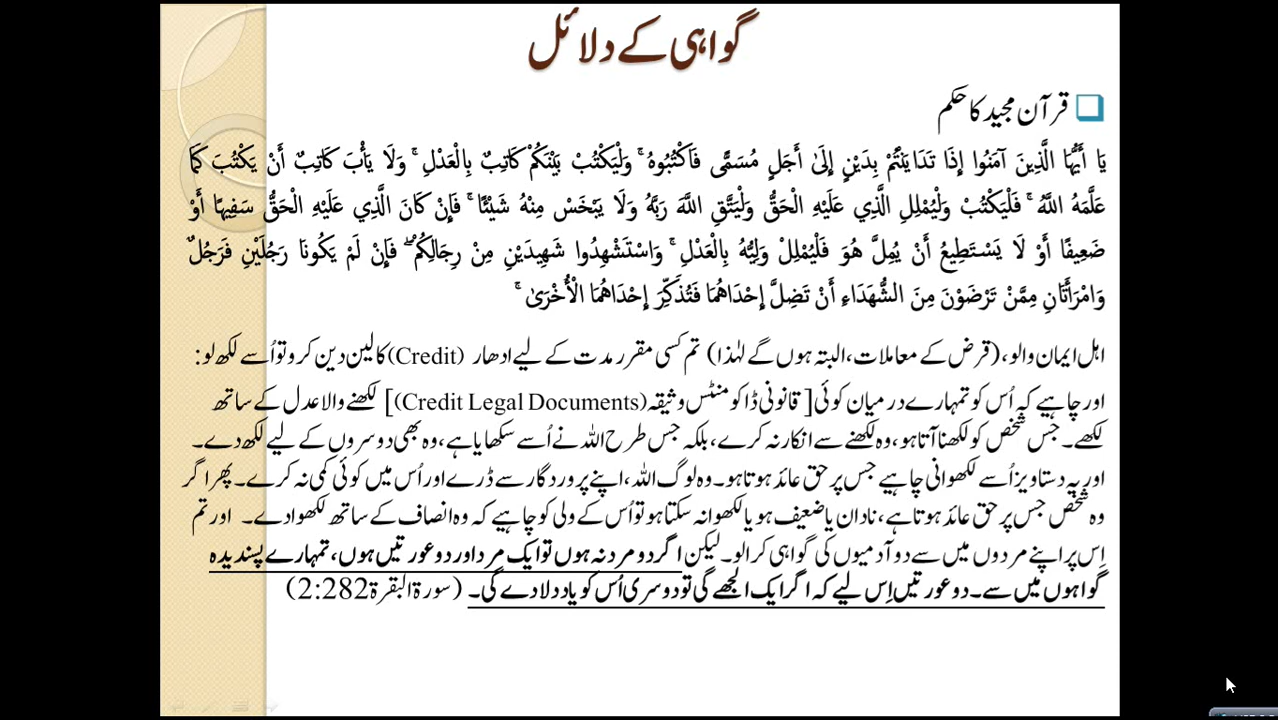 گواہی کے دلائل
قرآن مجید کا حکم
يَا أَيُّهَا الَّذِينَ آمَنُوا إِذَا تَدَايَنْتُمْ بِدَيْنٍ إِلَىٰ أَجَلٍ مُسَمًّى فَاكْتُبُوهُ ۚ وَلْيَكْتُبْ بَيْنَكُمْ كَاتِبٌ بِالْعَدْلِ ۚ وَلَا يَأْبَ كَاتِبٌ أَنْ يَكْتُبَ كَمَا
عَلَّمَهُ اللَّهُ ۚ فَلْيَكْتُبْ وَلْيُمْلِلِ الَّذِي عَلَيْهِ الْحَقُّ وَلْيَتَّقِ اللَّهَ رَبَّهُ وَلَا يَبْخَسْ مِنْهُ شَيْئًا ۚ فَإِنْ كَانَ الَّذِي عَلَيْهِ الْحَقُّ سَفِيهًا أَوْ
ضَعِيفًا أَوْ لَا يَسْتَطِيعُ أَنْ يُمِلَّ هُوَ فَلْيُمْلِلْ وَلِيُّهُ بِالْعَدْلِ ۚ وَاسْتَشْهِدُوا شَهِيدَيْنِ مِنْ رِجَالِكُمْ ۖ فَإِنْ لَمْ يَكُونَا رَجُلَيْنِ فَرَجُلٌ
وَامْرَأَتَانِ مِمَّنْ تَرْضَوْنَ مِنَ الشُّهَدَاءِ أَنْ تَضِلَّ إِحْدَاهُمَا فَتُذَكِّرَ إِحْدَاهُمَا الْأُخْرَىٰ ۚ
اہل ایمان والو، (قرض کے معاملات، البتہ ہوں گے لہٰذا) تم کسی مقرر مدت کے لیے ادھار (Credit) کا لین دین کرو تو اُسے لکھ لو:
اور چاہیے کہ اُس کو تمہارے درمیان کوئی [ قانونی ڈاکو منٹس وثیقہ (Credit Legal Documents)] لکھنے والا عدل کے ساتھ
لکھے۔ جس شخص کو لکھنا آتا ہو، وہ لکھنے سے انکار نہ کرے، بلکہ جس طرح اللہ نے اُسے سکھایا ہے، وہ بھی دوسروں کے لیے لکھ دے۔
اور یہ دستاویز اُسے لکھوانی چاہیے جس پر حق عائد ہوتا ہو۔ وہ لوگ اللہ، اپنے پروردگار سے ڈرے اور اُس میں کوئی کمی نہ کرے۔ پھر اگر
وہ شخص جس پر حق عائد ہوتا ہے، نادان یا ضعیف ہو یا لکھوا نہ سکتا ہو تو اُس کے ولی کو چاہیے کہ وہ انصاف کے ساتھ لکھوا دے۔ اور تم
اِس پر اپنے مردوں میں سے دو آدمیوں کی گواہی کرا لو۔ لیکن اگر دو مرد نہ ہوں تو ایک مرد اور دو عورتیں ہوں، تمہارے پسندیدہ
گواہوں میں سے۔ دو عورتیں اِس لیے کہ اگر ایک الجھے گی تو دوسری اُس کو یاد دلا دے گی۔ (سورۃ البقرۃ 2:282)